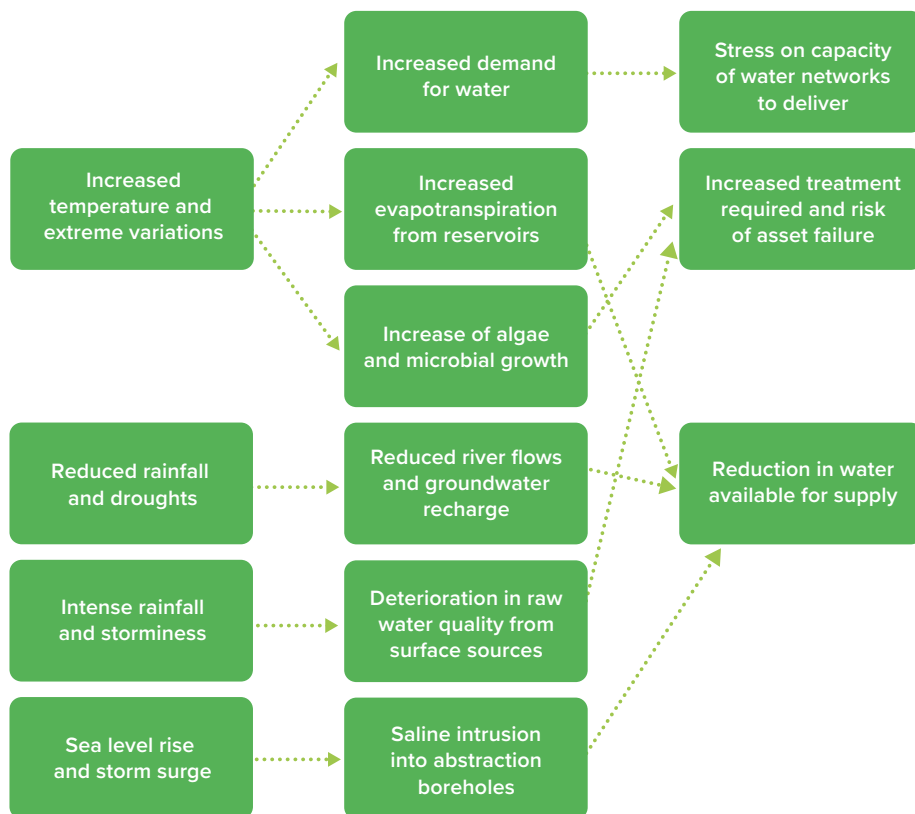 Increased demand
for water
Stress on capacity
of water networks
to deliver
Increased
temperature and
extreme variations
Increased
evapotranspiration
from reservoirs
Increased treatment
required and risk
of asset failure
Increase of algae
and microbial growth
Reduced rainfall
and droughts
Reduced river flows
and groundwater
recharge
Reduction in water
available for supply
Intense rainfall
and storminess
Deterioration in raw
water quality from
surface sources
Sea level rise
and storm surge
Saline intrusion
into abstraction
boreholes